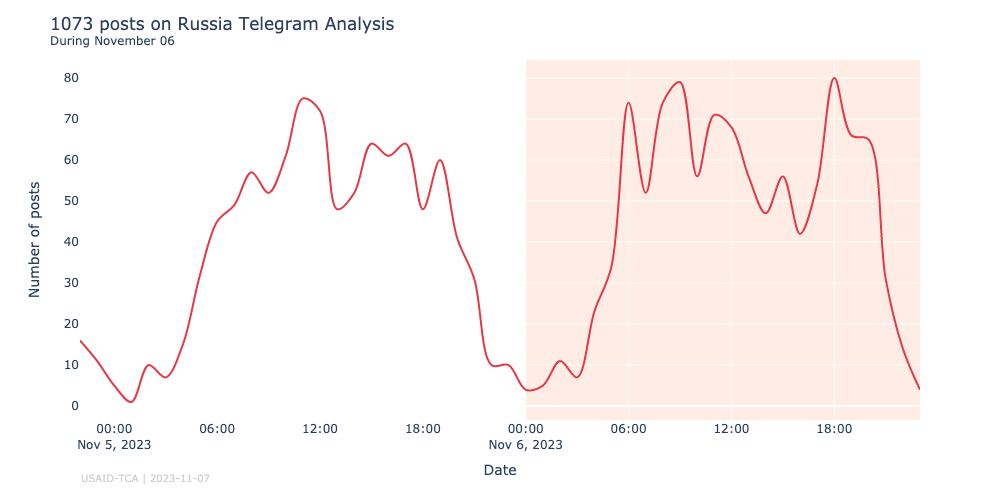 1073 posts on Russia Telegram Analysis
During November 06
Number of posts
80
70
60
50
40
30
20
10
0
00:00 06:00 12:00 18:00 00:00 06:00 12:00 18:00
Nov 5, 2023 Nov 6, 2023
Date
USAID-TCA | 2023-11-07